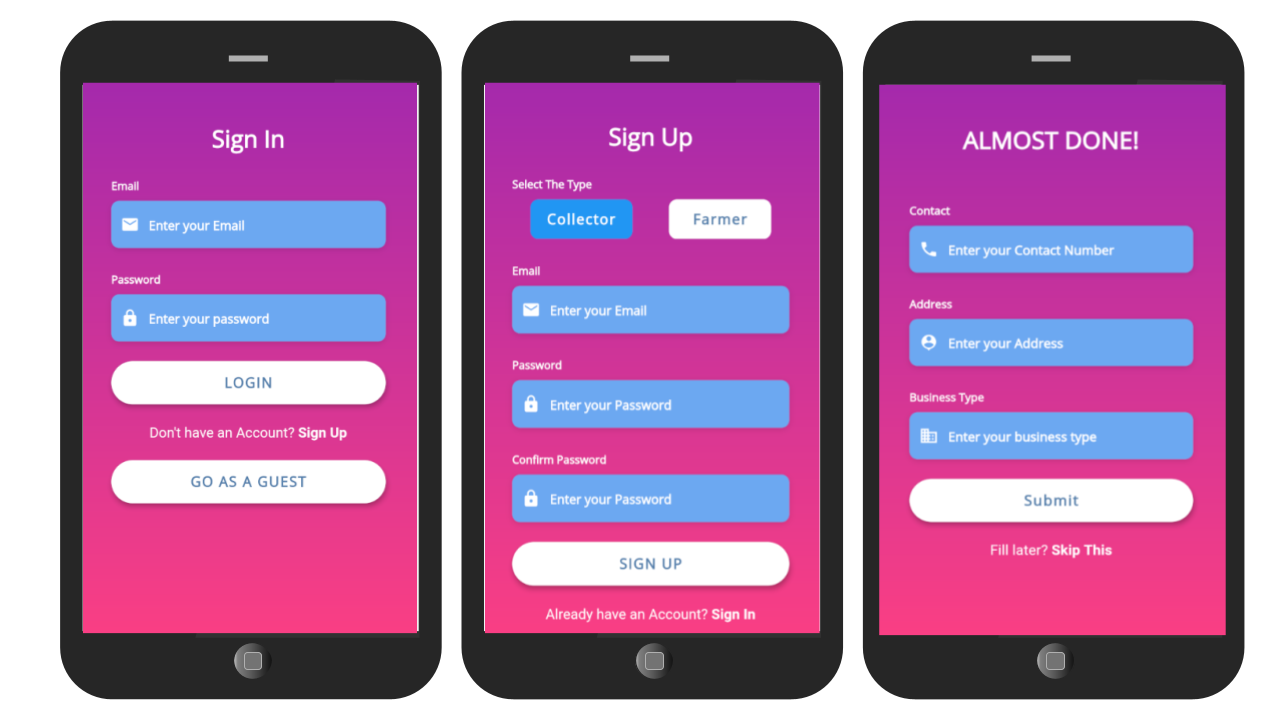 Sign In
Email
Enter your Email
Password
Enter your password
LOGIN
Don't have an Account? Sign Up
GO AS A GUEST
Sign Up
Select The Type
Collector
Farmer
Email
Enter your Email
Password
Enter your Password
Confirm Password
Enter your Password
SIGN UP
Already have an Account? Sign In
ALMOST DONE!
Contact
Enter your Contact Number
Address
Enter your Address
Business Type
Enter your business type
Submit
Fill later? Skip This